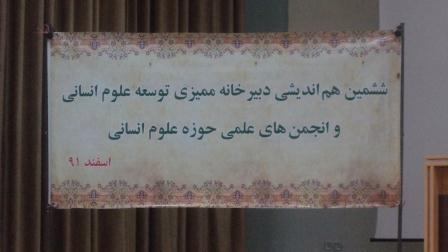 ششمین هم اندیشی دبیرخانه ممیزی توسعه علوم انسانی
و انجمن های علمی حوزه علوم انسانی
اسفند ۹۱